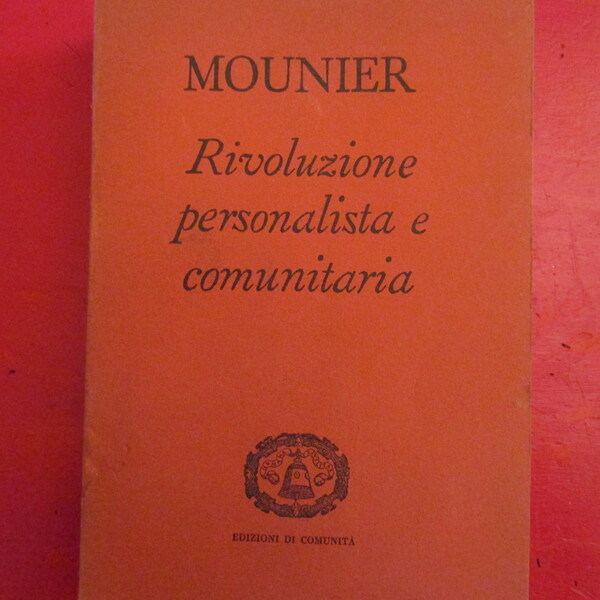 MOUNIER
Rivoluzione
personalista e
comunitaria
EDIZIONI DI COMUNITÀ